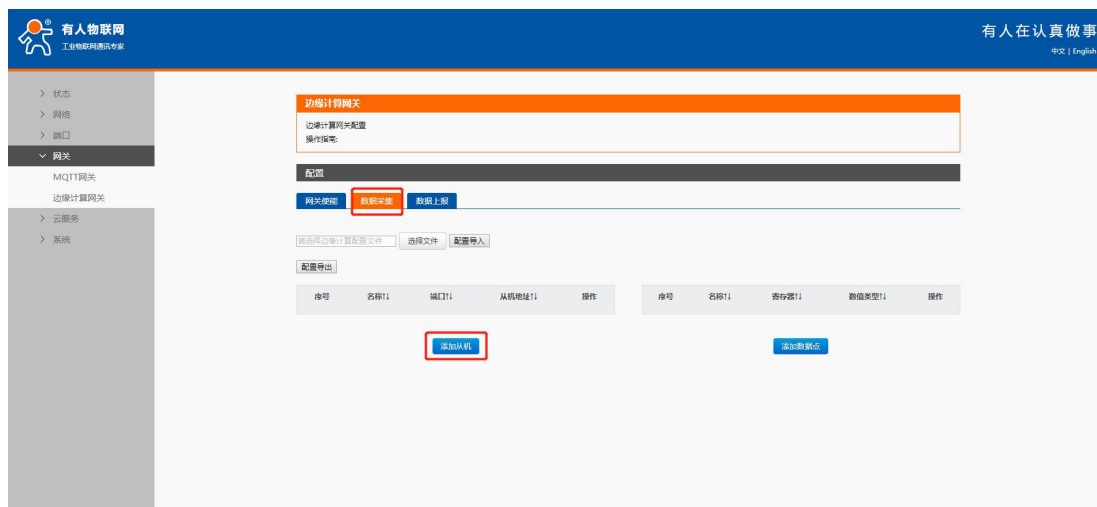 有人物联网
工业物联网通讯专家
有人在认真做事
中文 | English
状态
网络
端口
网关
MQTT网关
边缘计算网关
云服务
系统
边缘计算网关
边缘计算网关配置
操作指南:
配置
网关使能 数据采集 数据上报
请选择边缘计算配置文件 选择文件 配置导入
配置导出
序号 名称↑↓ 端口↑↓ 从机地址↑↓ 操作 序号 名称↑↓ 寄存器↑↓ 数值类型↑↓ 操作
添加从机 添加数据点